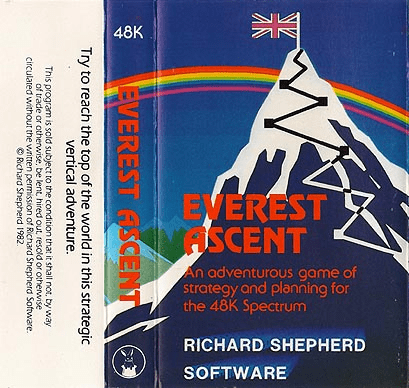 Try to reach the top of the world in this strategic
vertical adventure.
This program is sold subject to the condition that it shall not, by way
of trade or otherwise, be lent, hired out, resold or otherwise
circulated without the written permission of Richard Shepherd Software.
© Richard Shepherd 1982.
48K
EVEREST ASCENT
EVEREST
ASCENT
An adventurous game of
strategy and planning for
the 48K Spectrum
RICHARD SHEPHERD
SOFTWARE